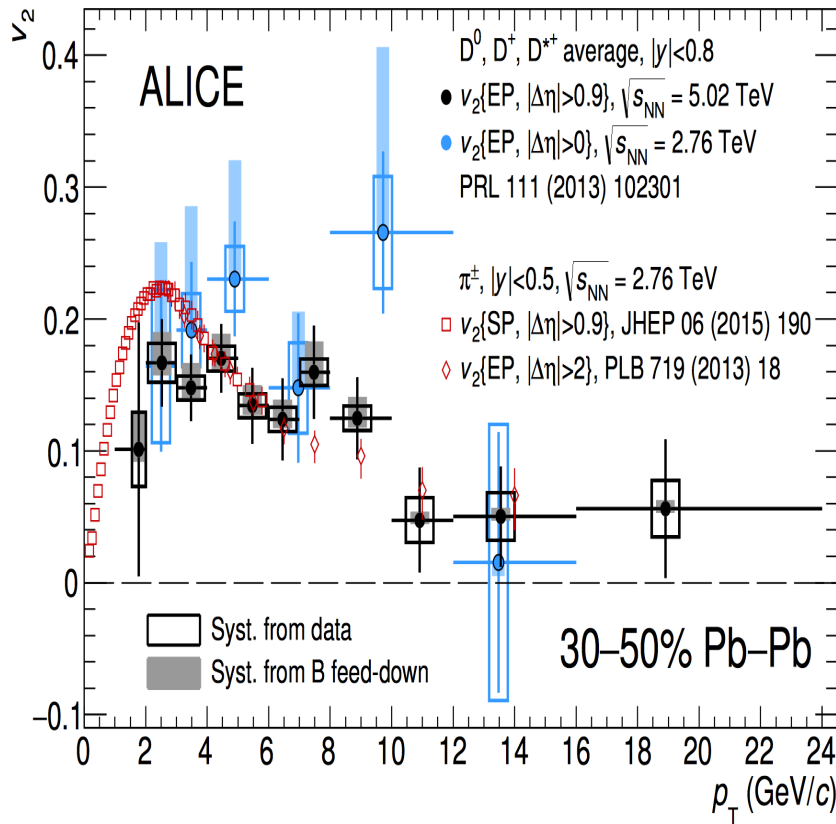 v₂
0.4
0.3
0.2
0.1
0
−0.1
ALICE
D⁰, D⁺, D*⁺ average, |y|<0.8
v₂{EP, |Δη|>0.9}, √s_NN = 5.02 TeV
v₂{EP, |Δη|>0}, √s_NN = 2.76 TeV
PRL 111 (2013) 102301
π±, |y|<0.5, √s_NN = 2.76 TeV
v₂{SP, |Δη|>0.9}, JHEP 06 (2015) 190
v₂{EP, |Δη|>2}, PLB 719 (2013) 18
Syst. from data
Syst. from B feed-down
30–50% Pb–Pb
0 2 4 6 8 10 12 14 16 18 20 22 24
p_T (GeV/c)